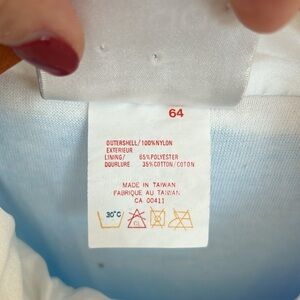 64
OUTERSHELL/100%NYLON
EXTERIEUR
LINING/ 65%POLYESTER
DOUBLURE 35%COTTON/COTON
MADE IN TAIWAN
FABRIQUE AU TAIWAN
CA 00411
30°C CL